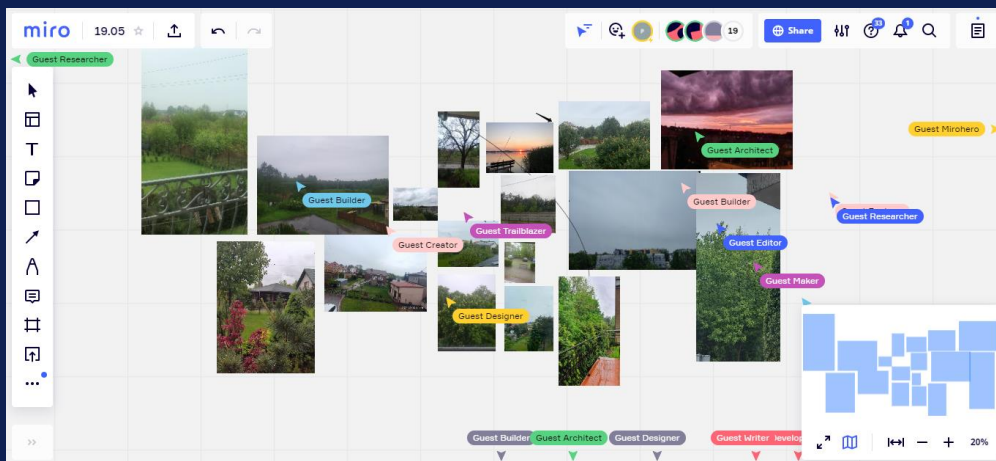 miro
19.05
19
Share
33
1
Guest Researcher
T
Guest Mirohero
Guest Architect
Guest Builder
Guest Builder
Guest Researcher
Guest Trailblazer
Guest Creator
Guest Editor
Guest Maker
Guest Designer
Guest Builder
Guest Architect
Guest Designer
Guest Writer
20%